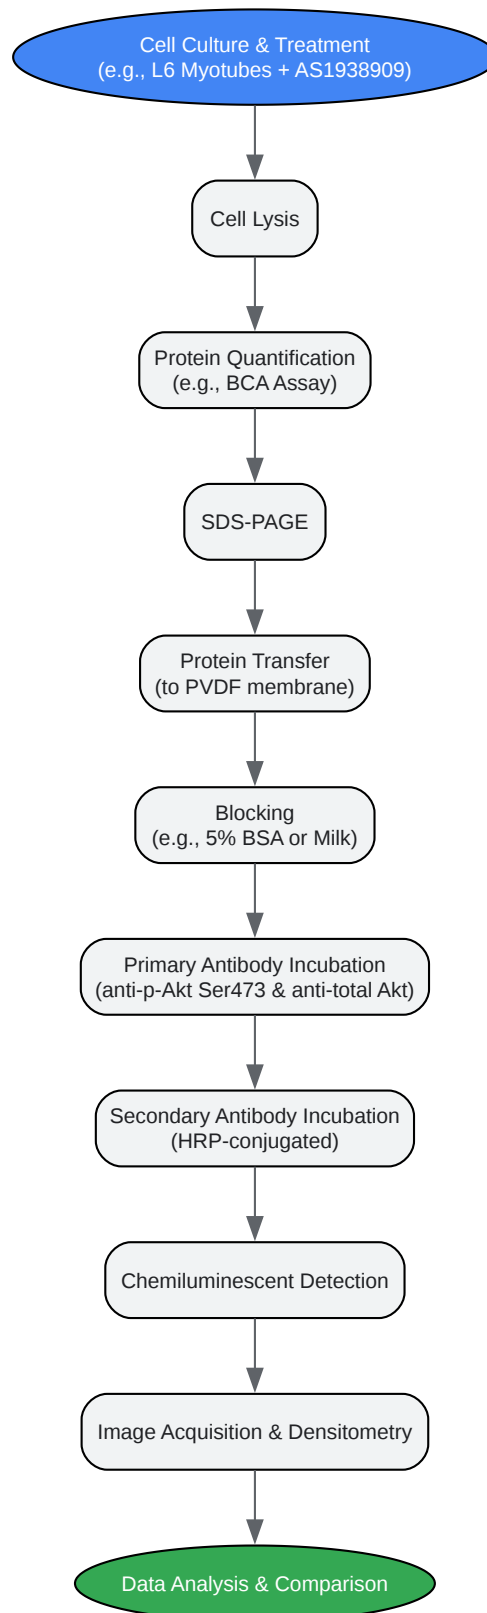 Cell Culture & Treatment
(e.g., L6 Myotubes + AS1938909)
Cell Lysis
Protein Quantification
(e.g., BCA Assay)
SDS-PAGE
Protein Transfer
(to PVDF membrane)
Blocking
(e.g., 5% BSA or Milk)
Primary Antibody Incubation
(anti-p-Akt Ser473 & anti-total Akt)
Secondary Antibody Incubation
(HRP-conjugated)
Chemiluminescent Detection
Image Acquisition & Densitometry
Data Analysis & Comparison